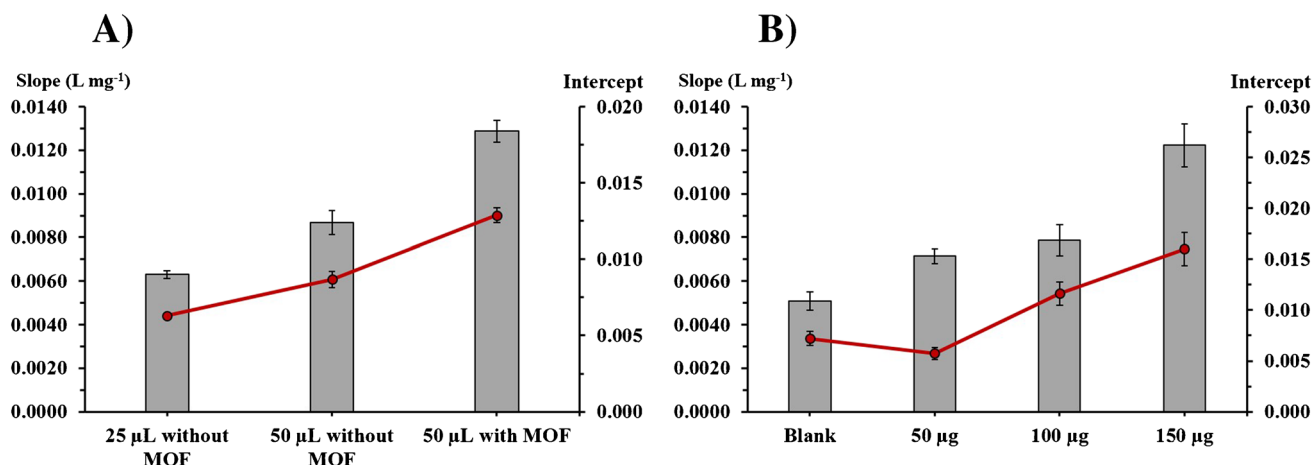 A)
Slope (L mg⁻¹)
Intercept
0.0140
0.0120
0.0100
0.0080
0.0060
0.0040
0.0020
0.0000
0.020
0.015
0.010
0.005
0.000
25 µL without MOF
50 µL without MOF
50 µL with MOF
B)
Slope (L mg⁻¹)
Intercept
0.0140
0.0120
0.0100
0.0080
0.0060
0.0040
0.0020
0.0000
0.030
0.025
0.020
0.015
0.010
0.005
0.000
Blank
50 µg
100 µg
150 µg